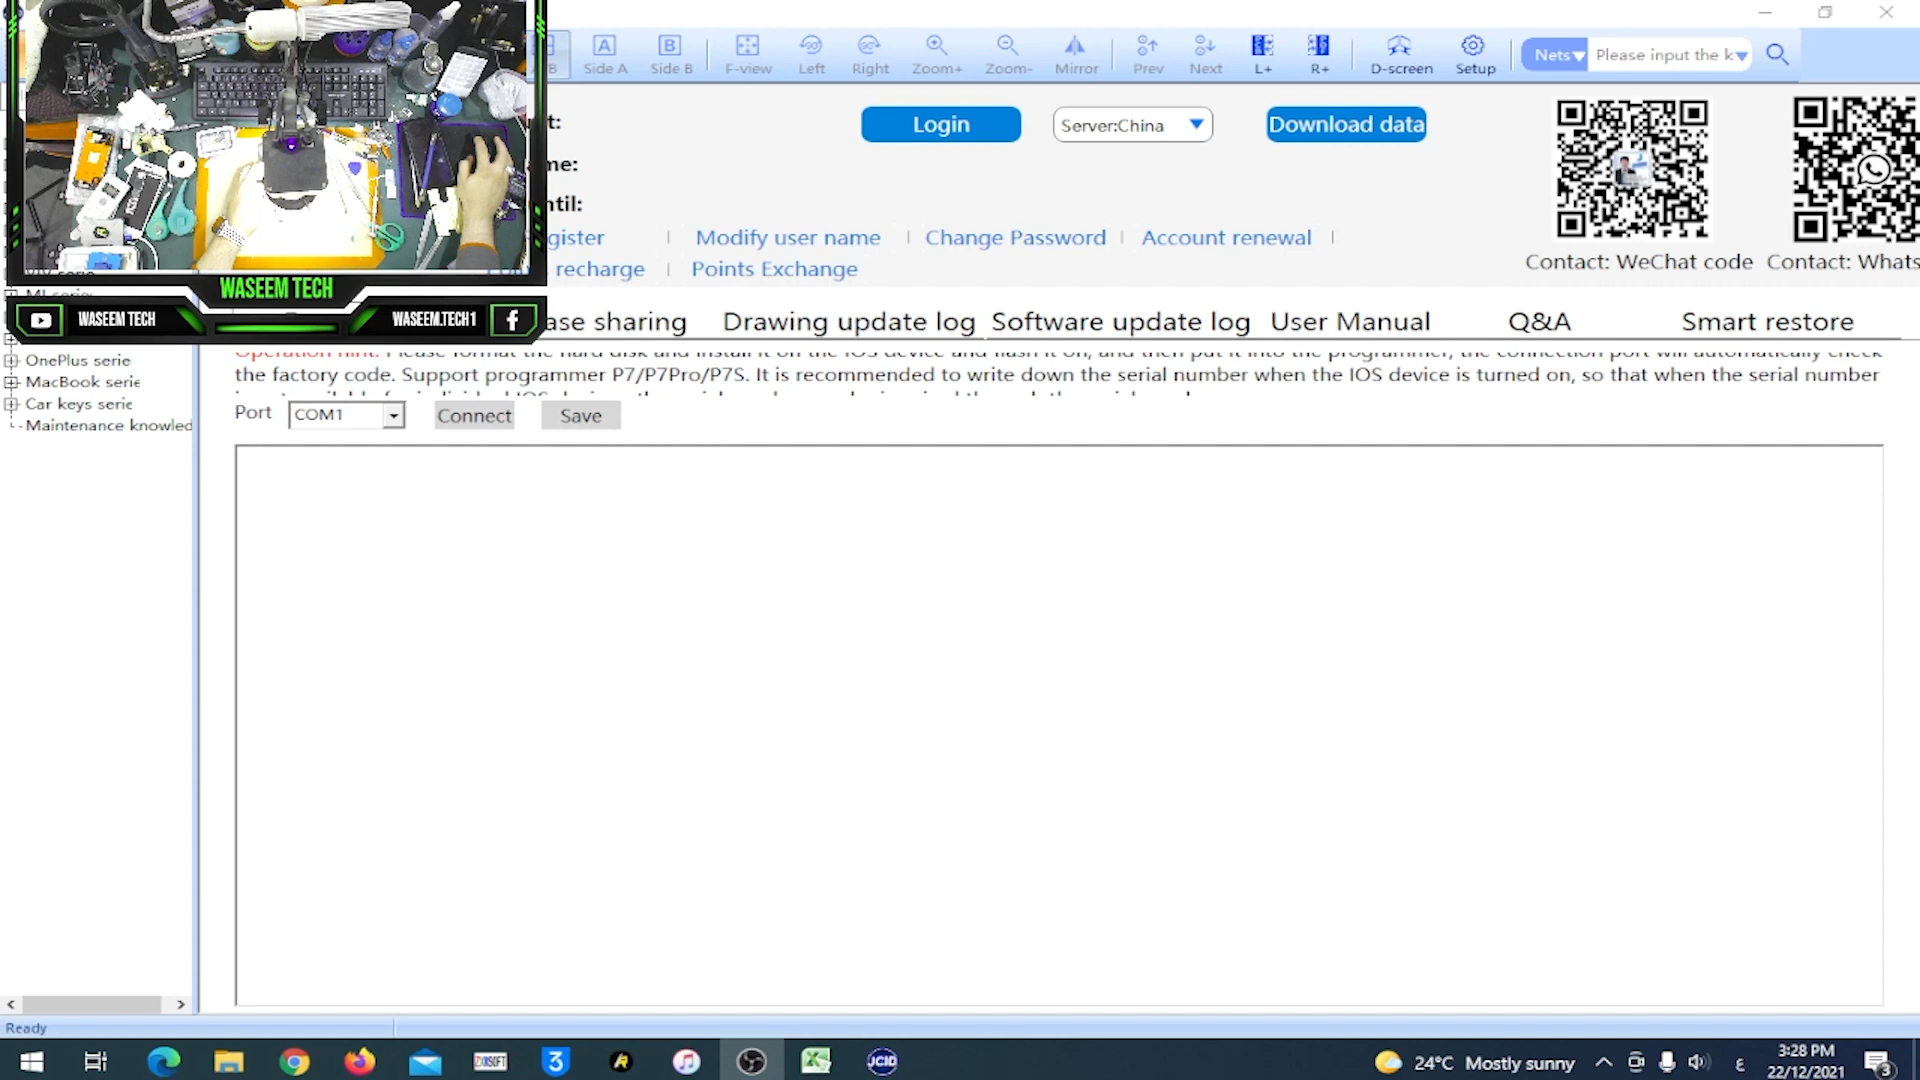 Side A Side B F-view Left Right Zoom+ Zoom- Mirror Prev Next L+ R+ D-screen Setup Nets Please input the k
Login Server:China Download data
Modify user name Change Password Account renewal
recharge Points Exchange
Contact: WeChat code Contact: Whats
WASEEM TECH
WASEEM TECH WASEEM.TECH1
sharing Drawing update log Software update log User Manual Q&A Smart restore
the factory code. Support programmer P7/P7Pro/P7S. It is recommended to write down the serial number when the IOS device is turned on, so that when the serial number
Port COM1 Connect Save
OnePlus serie
MacBook serie
Car keys serie
Maintenance knowled
Ready
ZXWSOFT 3 JCID 24°C Mostly sunny ع 3:28 PM
22/12/2021 3